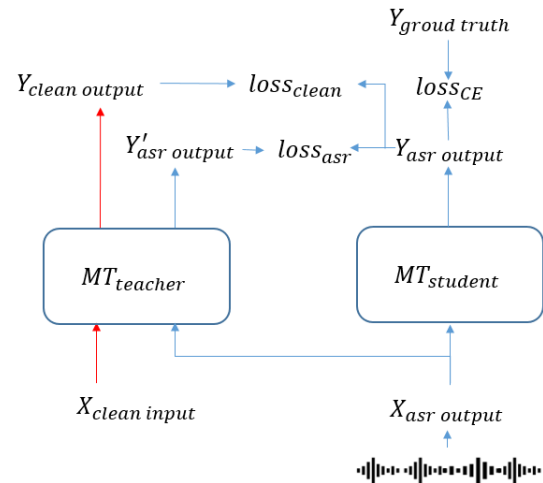 Y_groud truth
Y_clean output
loss_clean
loss_CE
Y'_asr output
loss_asr
Y_asr output
MT_teacher
MT_student
X_clean input
X_asr output